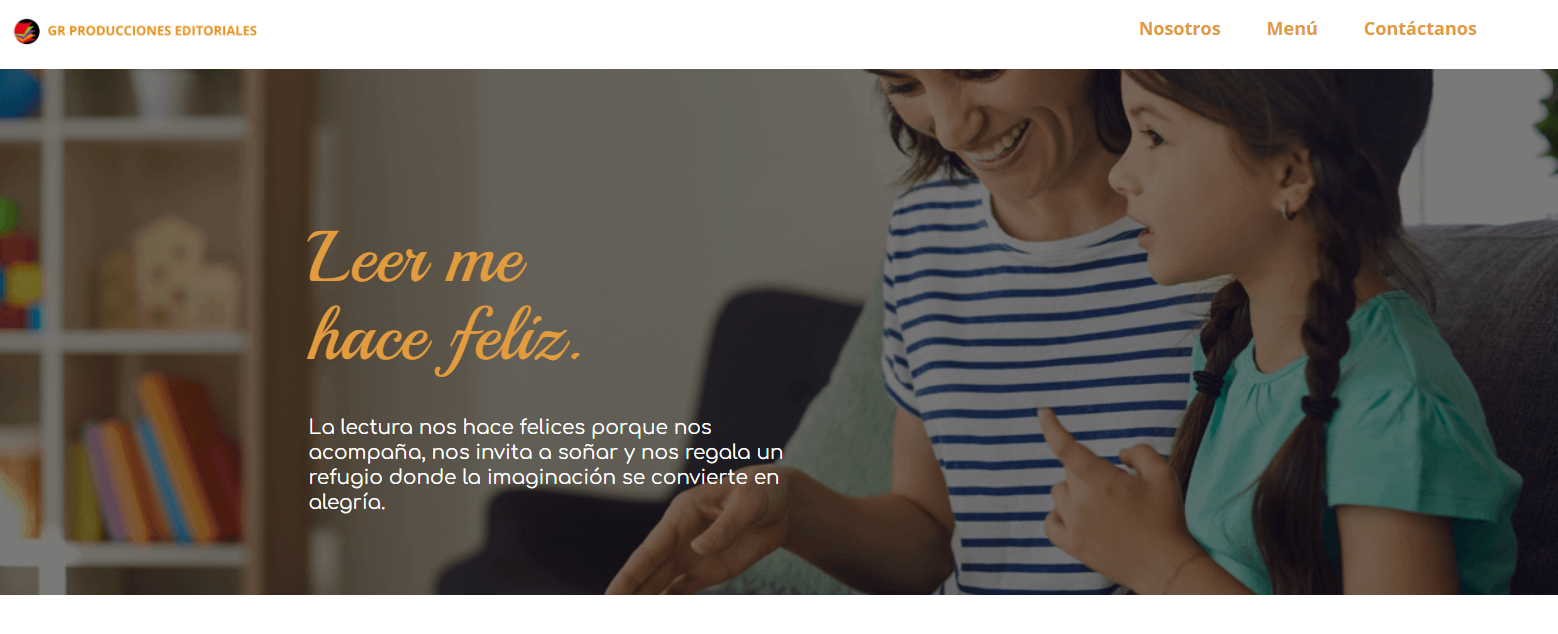 GR PRODUCCIONES EDITORIALES
Nosotros Menú Contáctanos
Leer me
hace feliz.
La lectura nos hace felices porque nos
acompaña, nos invita a soñar y nos regala un
refugio donde la imaginación se convierte en
alegría.